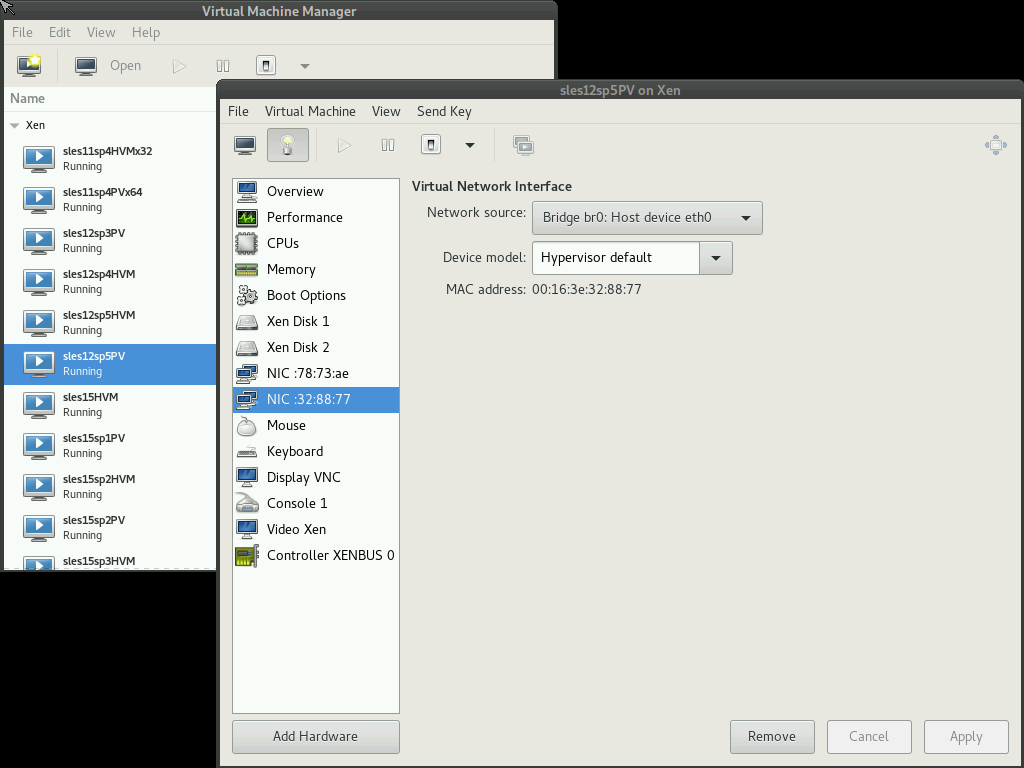 Virtual Machine Manager
File Edit View Help
Open
Name
Xen
sles11sp4HVMx32
Running
sles11sp4PVx64
Running
sles12sp3PV
Running
sles12sp4HVM
Running
sles12sp5HVM
Running
sles12sp5PV
Running
sles15HVM
Running
sles15sp1PV
Running
sles15sp2HVM
Running
sles15sp2PV
Running
sles15sp3HVM
sles12sp5PV on Xen
File Virtual Machine View Send Key
Overview
Performance
CPUs
Memory
Boot Options
Xen Disk 1
Xen Disk 2
NIC :78:73:ae
NIC :32:88:77
Mouse
Keyboard
Display VNC
Console 1
Video Xen
Controller XENBUS 0
Add Hardware
Virtual Network Interface
Network source: Bridge br0: Host device eth0
Device model: Hypervisor default
MAC address: 00:16:3e:32:88:77
Remove Cancel Apply